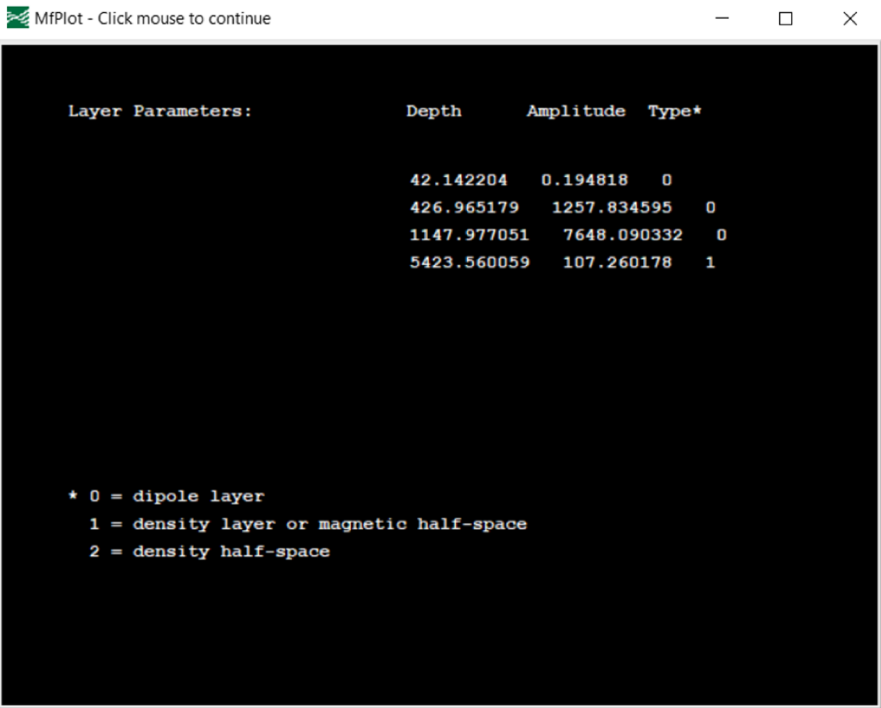 MfPlot - Click mouse to continue
Layer Parameters: Depth Amplitude Type*
42.142204 0.194818 0
426.965179 1257.834595 0
1147.977051 7648.090332 0
5423.560059 107.260178 1
* 0 = dipole layer
1 = density layer or magnetic half-space
2 = density half-space